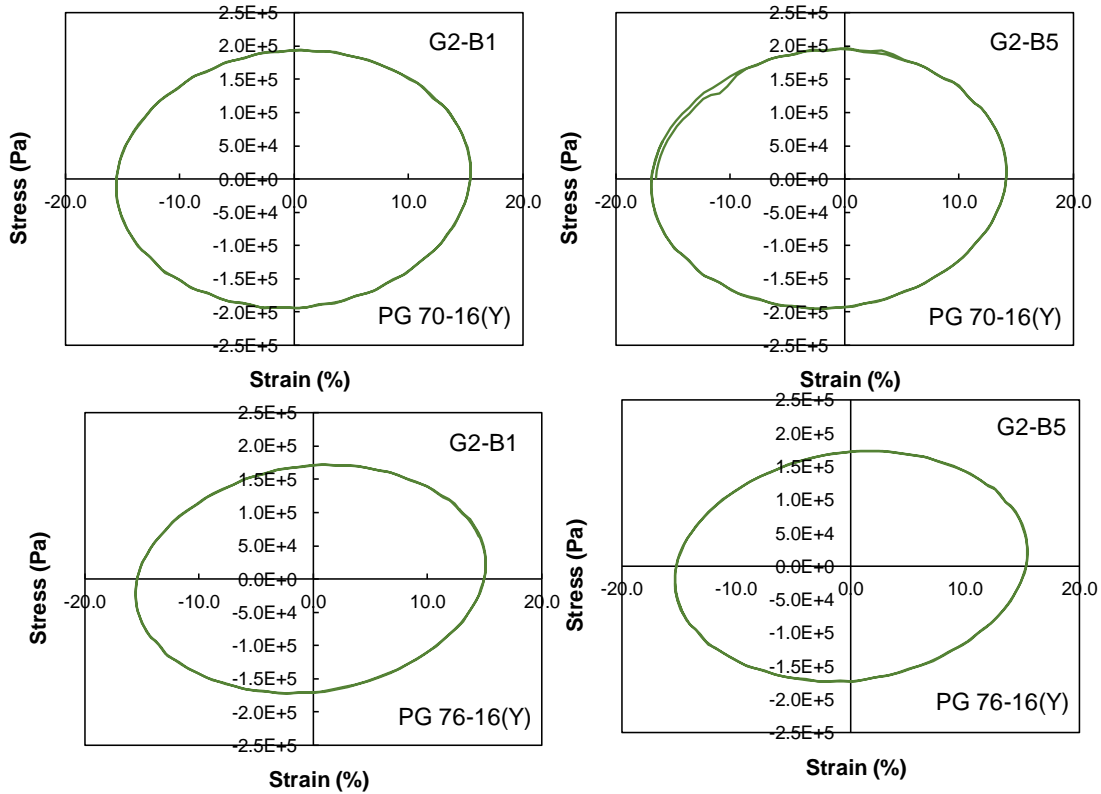 2.5E+5
G2-B1
2.0E+5
1.5E+5
1.0E+5
5.0E+4
0.0E+0
-20.0 -10.0 0.0 10.0 20.0
-5.0E+4
-1.0E+5
-1.5E+5
-2.0E+5
PG 70-16(Y)
-2.5E+5
Stress (Pa)
Strain (%)
2.5E+5
G2-B5
2.0E+5
1.5E+5
1.0E+5
5.0E+4
0.0E+0
-20.0 -10.0 0.0 10.0 20.0
-5.0E+4
-1.0E+5
-1.5E+5
-2.0E+5
PG 70-16(Y)
-2.5E+5
Stress (Pa)
Strain (%)
2.5E+5
G2-B1
2.0E+5
1.5E+5
1.0E+5
5.0E+4
0.0E+0
-20.0 -10.0 0.0 10.0 20.0
-5.0E+4
-1.0E+5
-1.5E+5
-2.0E+5
PG 76-16(Y)
-2.5E+5
Stress (Pa)
Strain (%)
2.5E+5
G2-B5
2.0E+5
1.5E+5
1.0E+5
5.0E+4
0.0E+0
-20.0 -10.0 0.0 10.0 20.0
-5.0E+4
-1.0E+5
-1.5E+5
-2.0E+5
PG 76-16(Y)
-2.5E+5
Stress (Pa)
Strain (%)